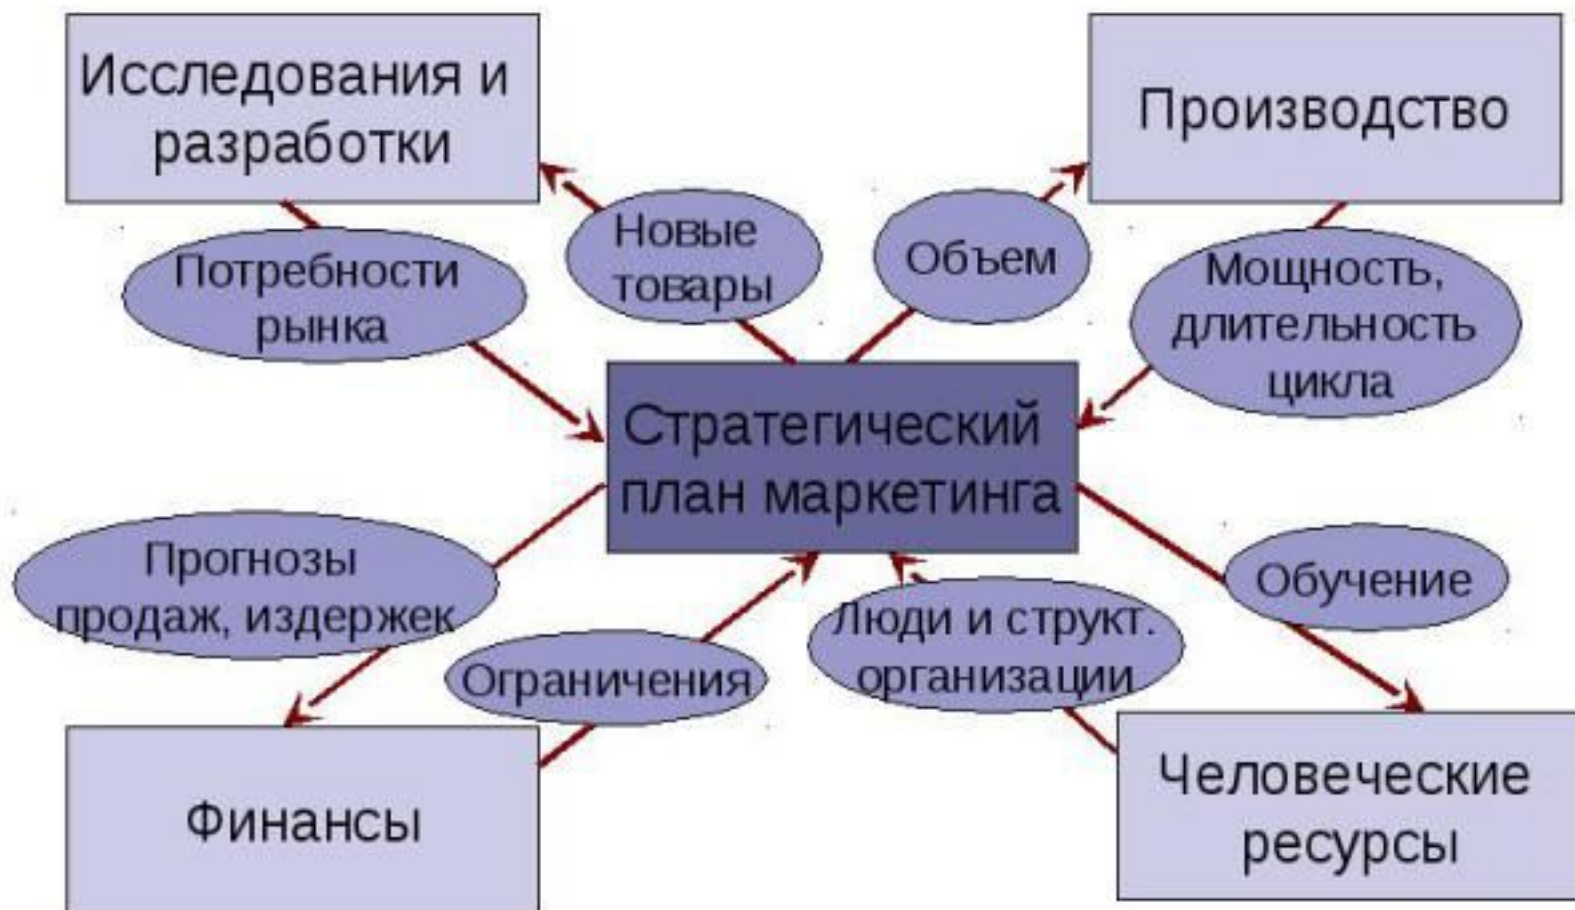 Исследования и
разработки
Производство
Новые
товары
Объем
Потребности
рынка
Мощность,
длительность
цикла
Стратегический
план маркетинга
Прогнозы
продаж, издержек
Ограничения
Люди и структ.
организации
Обучение
Финансы
Человеческие
ресурсы